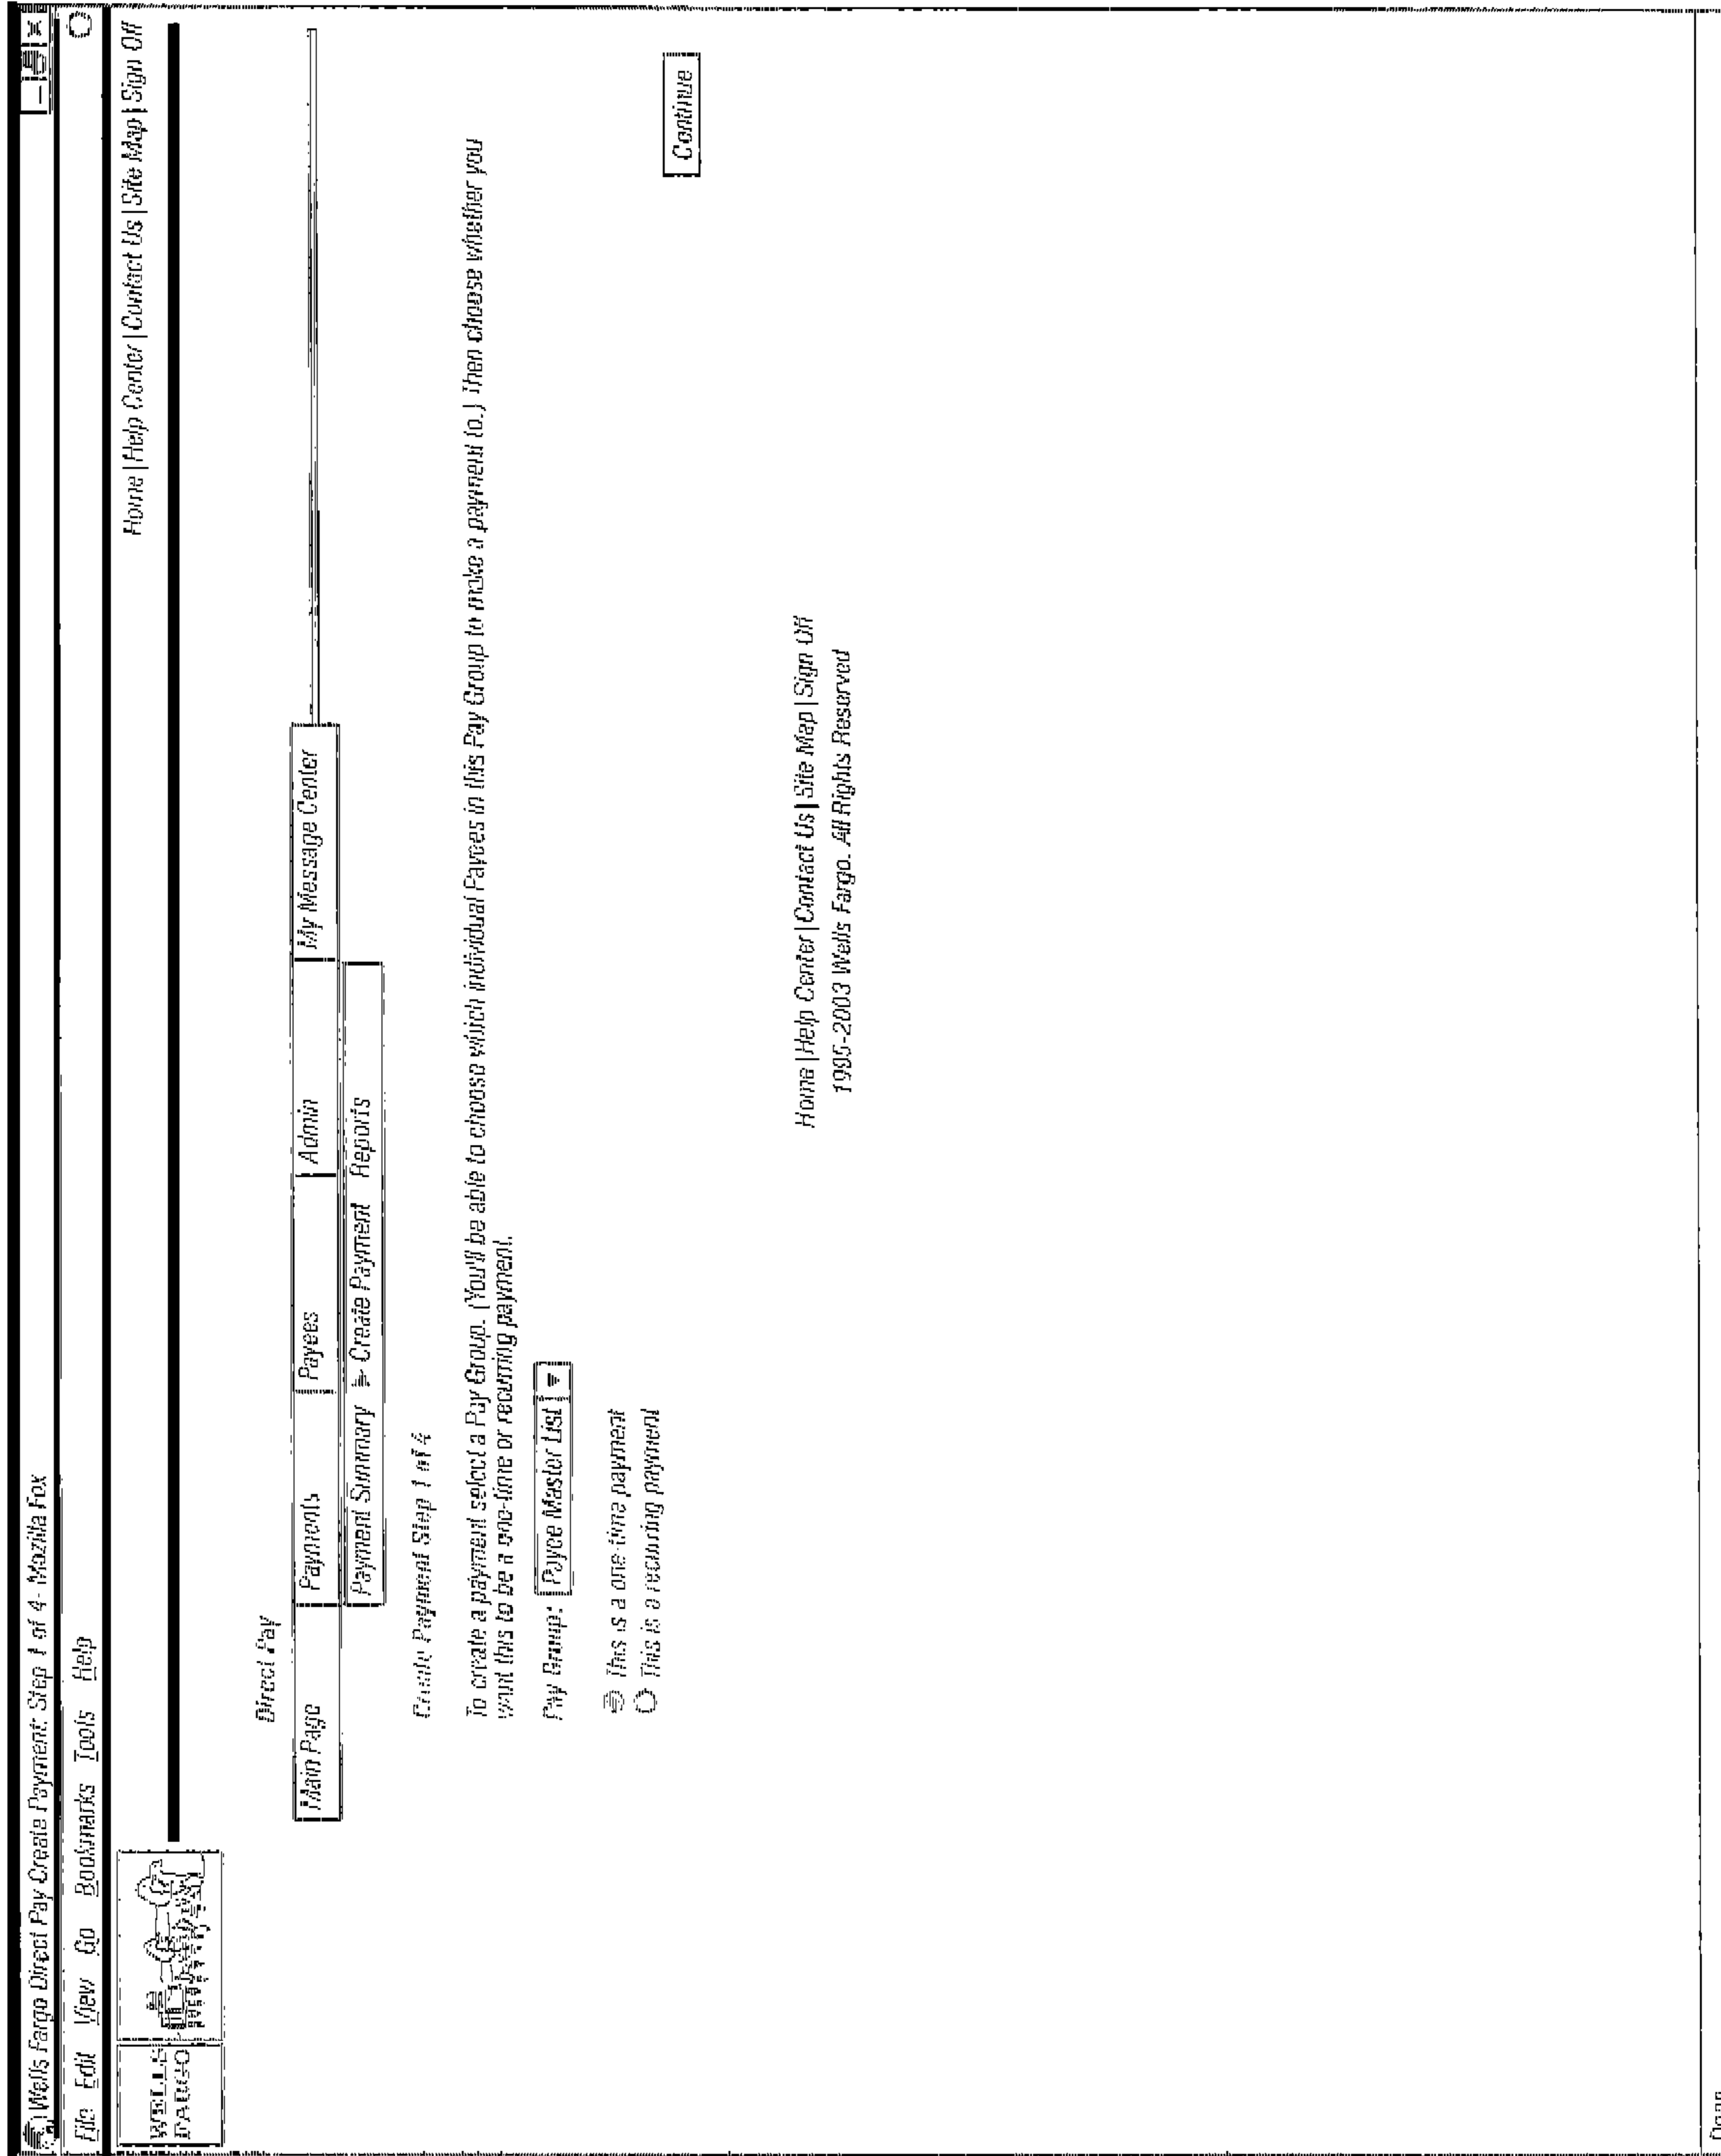 Wells Fargo Direct Pay Create Payment: Step 1 of 4 - Mozilla Fox
File Edit View Go Bookmarks Tools Help
WELLS
FARGO
Home | Help Center | Contact Us | Site Map | Sign Off
Direct Pay
Main Page Payments Payees Admin My Message Center
Payment Summary Create Payment Reports
Create Payment Step 1 of 4
To create a payment select a Pay Group. (You'll be able to choose which individual Payees in this Pay Group to make a payment to.) Then choose whether you
want this to be a one-time or recurring payment.
Pay Group: Payee Master List
This is a one-time payment
This is a recurring payment
Continue
Home | Help Center | Contact Us | Site Map | Sign Off
1995-2003 Wells Fargo. All Rights Reserved
Done